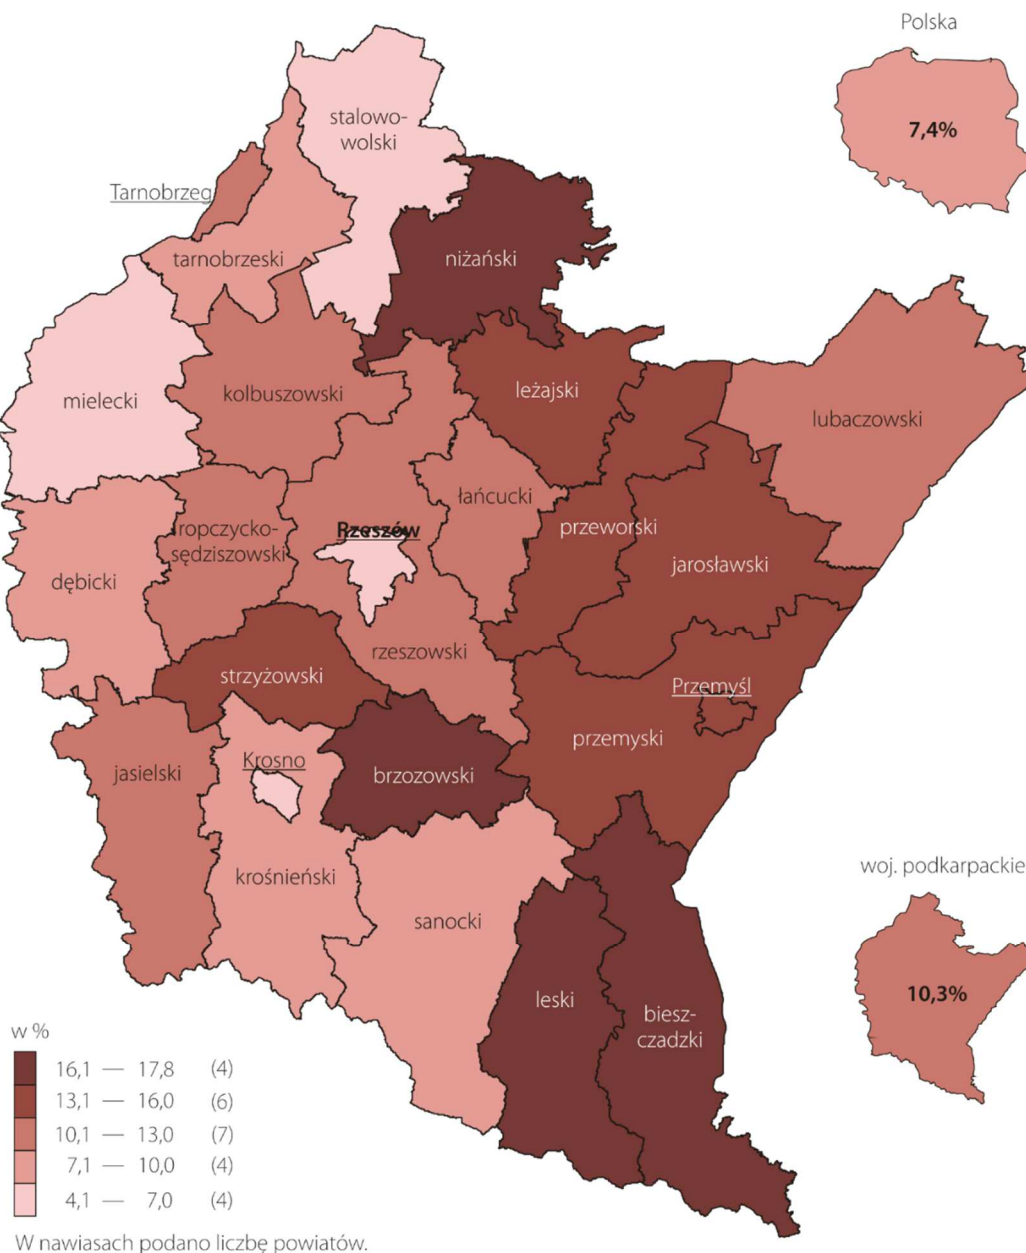 Polska
7,4%
stalowo-
wolski
Tarnobrzeg
tarnobrzeski
niżański
mielecki
kolbuszowski
leżajski
lubaczowski
łańcucki
ropczycko-
sędziszowski
Rzeszów
przeworski
jarosławski
dębicki
rzeszowski
strzyżowski
Przemyśl
przemyski
jasielski
Krosno
brzozowski
krośnieński
sanocki
leski
biesz-
czadzki
woj. podkarpackie
10,3%
w %
16,1 — 17,8 (4)
13,1 — 16,0 (6)
10,1 — 13,0 (7)
7,1 — 10,0 (4)
4,1 — 7,0 (4)
W nawiasach podano liczbę powiatów.